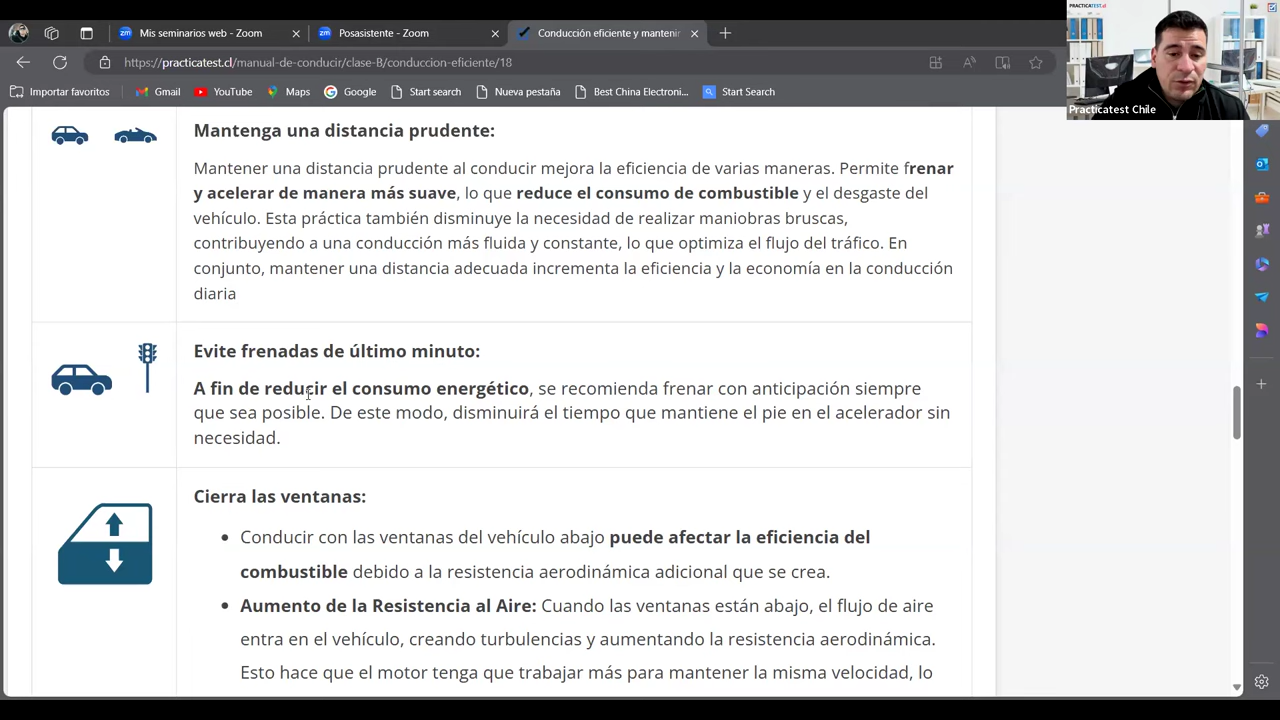 Mis seminarios web - Zoom
Posasistente - Zoom
Conducción eficiente y mantenir
https://practicatest.cl/manual-de-conducir/clase-B/conduccion-eficiente/18
Importar favoritos
Gmail
YouTube
Maps
Google
Start search
Nueva pestaña
Best China Electroni...
Start Search
PRACTICATEST.cl
Practicatest Chile
Mantenga una distancia prudente:
Mantener una distancia prudente al conducir mejora la eficiencia de varias maneras. Permite frenar
y acelerar de manera más suave, lo que reduce el consumo de combustible y el desgaste del
vehículo. Esta práctica también disminuye la necesidad de realizar maniobras bruscas,
contribuyendo a una conducción más fluida y constante, lo que optimiza el flujo del tráfico. En
conjunto, mantener una distancia adecuada incrementa la eficiencia y la economía en la conducción
diaria
Evite frenadas de último minuto:
A fin de reducir el consumo energético, se recomienda frenar con anticipación siempre
que sea posible. De este modo, disminuirá el tiempo que mantiene el pie en el acelerador sin
necesidad.
Cierra las ventanas:
• Conducir con las ventanas del vehículo abajo puede afectar la eficiencia del
combustible debido a la resistencia aerodinámica adicional que se crea.
• Aumento de la Resistencia al Aire: Cuando las ventanas están abajo, el flujo de aire
entra en el vehículo, creando turbulencias y aumentando la resistencia aerodinámica.
Esto hace que el motor tenga que trabajar más para mantener la misma velocidad, lo